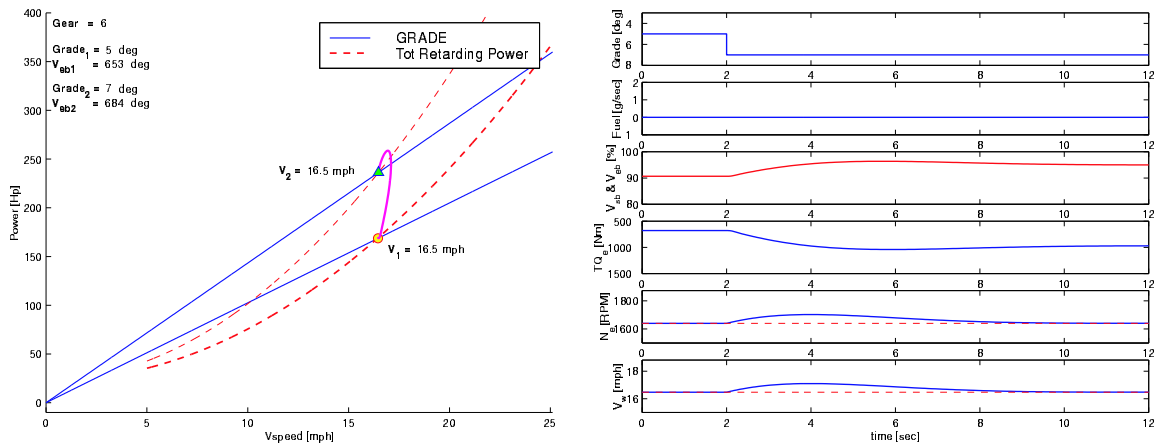 Gear = 6
Grade1 = 5 deg
Veb1 = 653 deg
Grade2 = 7 deg
Veb2 = 684 deg
GRADE
Tot Retarding Power
V2 = 16.5 mph
V1 = 16.5 mph
400
350
300
250
200
150
100
50
0
Power [Hp]
0 5 10 15 20 25
Vspeed [mph]
Grade [deg]
4
6
8
0 2 4 6 8 10 12
Fuel [g/sec]
2
1
0
1
0 2 4 6 8 10 12
Vsb & Veb [%]
100
90
80
0 2 4 6 8 10 12
TQe [Nm]
500
1000
1500
0 2 4 6 8 10 12
Ne [RPM]
1800
1600
0 2 4 6 8 10 12
Vw [mph]
18
16
0 2 4 6 8 10 12
time [sec]